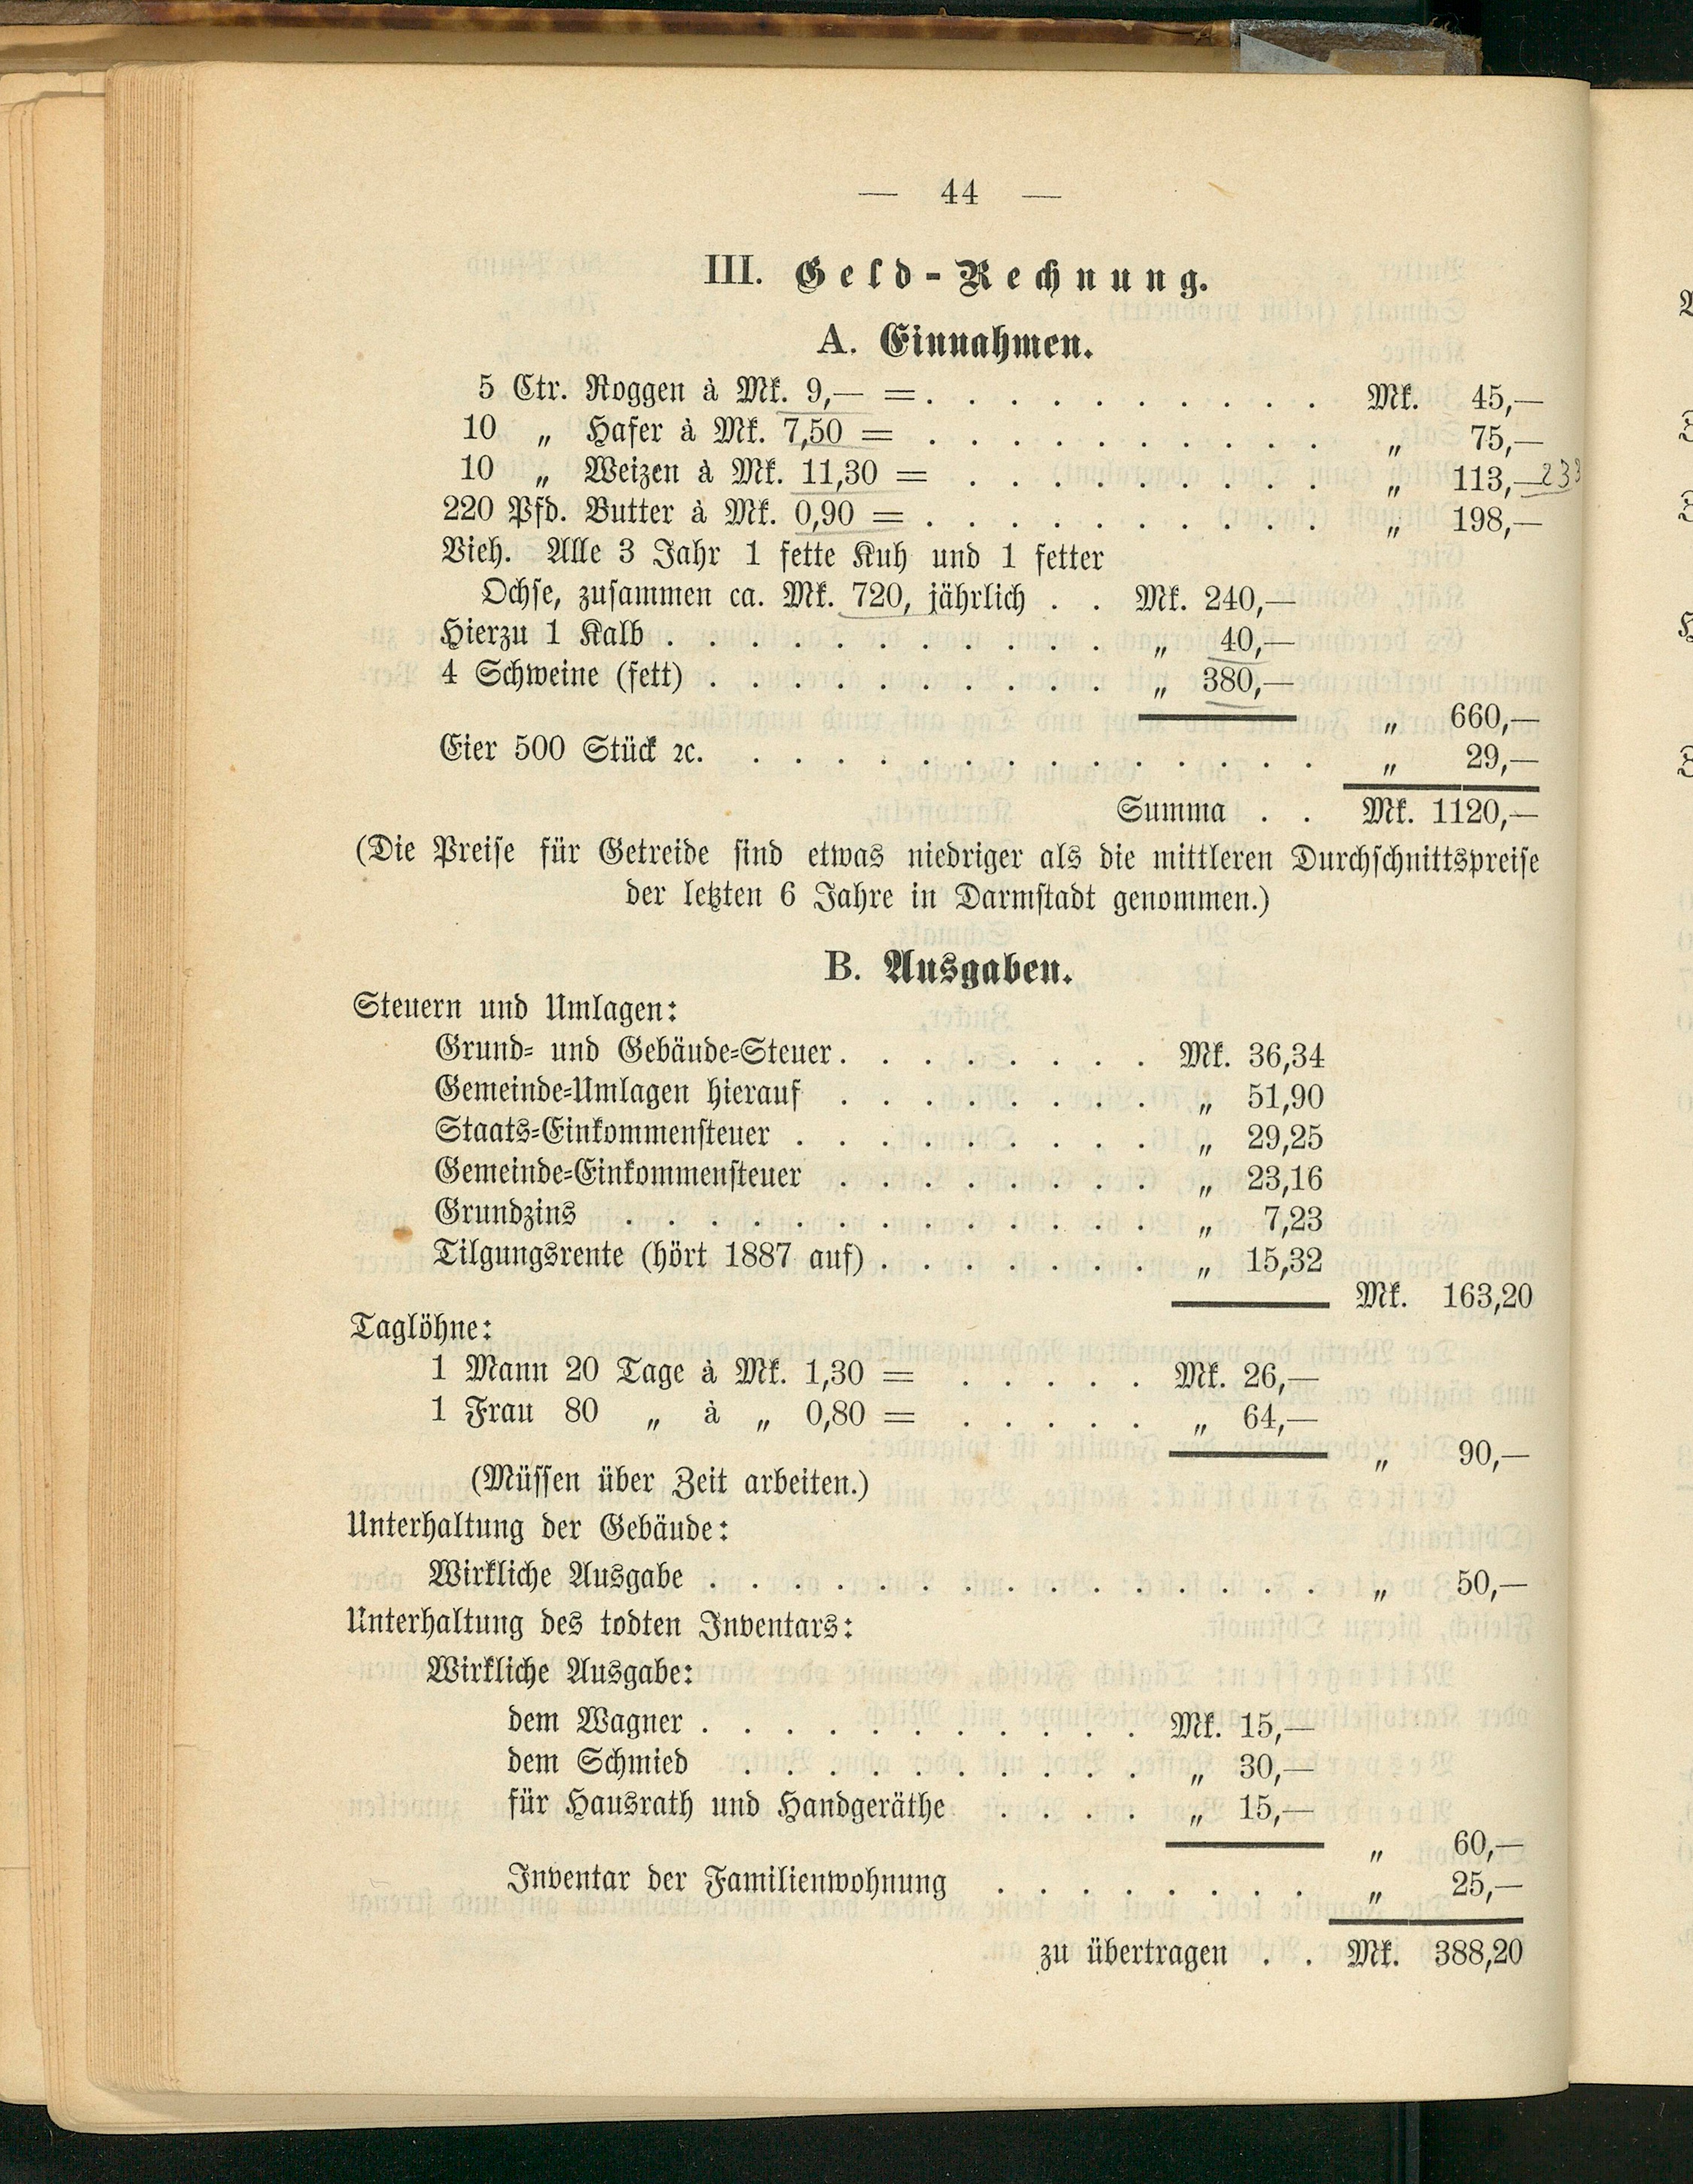 — 44 —
III. Geld-Rechnung.
A. Einnahmen.
5 Ctr. Roggen à Mk. 9,— = . . . . . . . . . . Mk. 45,—
10 „ Hafer à Mk. 7,50 = . . . . . . . . . . „ 75,—
10 „ Weizen à Mk. 11,30 = . . . . . . . . . „ 113,— 233
220 Pfd. Butter à Mk. 0,90 = . . . . . . . . . . „ 198,—
Vieh. Alle 3 Jahr 1 fette Kuh und 1 fetter
Ochse, zusammen ca. Mk. 720, jährlich . . Mk. 240,—
Hierzu 1 Kalb . . . . . . . . . . . „ 40,—
4 Schweine (fett) . . . . . . . . . . „ 380,—
„ 660,—
Eier 500 Stück ꝛc. . . . . . . . . . . . . . . „ 29,—
Summa . . Mk. 1120,—
(Die Preise für Getreide sind etwas niedriger als die mittleren Durchschnittspreise
der letzten 6 Jahre in Darmstadt genommen.)
B. Ausgaben.
Steuern und Umlagen:
Grund- und Gebäude-Steuer . . . . . . . . Mk. 36,34
Gemeinde-Umlagen hierauf . . . . . . . . „ 51,90
Staats-Einkommensteuer . . . . . . . . . „ 29,25
Gemeinde-Einkommensteuer . . . . . . . . „ 23,16
Grundzins . . . . . . . . . . . . . „ 7,23
Tilgungsrente (hört 1887 auf) . . . . . . . „ 15,32
Mk. 163,20
Taglöhne:
1 Mann 20 Tage à Mk. 1,30 = . . . . . Mk. 26,—
1 Frau 80 „ à „ 0,80 = . . . . . „ 64,—
„ 90,—
(Müssen über Zeit arbeiten.)
Unterhaltung der Gebäude:
Wirkliche Ausgabe . . . . . . . . . . . . . . . „ 50,—
Unterhaltung des todten Inventars:
Wirkliche Ausgabe:
dem Wagner . . . . . . . . . . . Mk. 15,—
dem Schmied . . . . . . . . . . „ 30,—
für Hausrath und Handgeräthe . . . . „ 15,—
„ 60,—
Inventar der Familienwohnung . . . . . . . . „ 25,—
zu übertragen . . Mk. 388,20